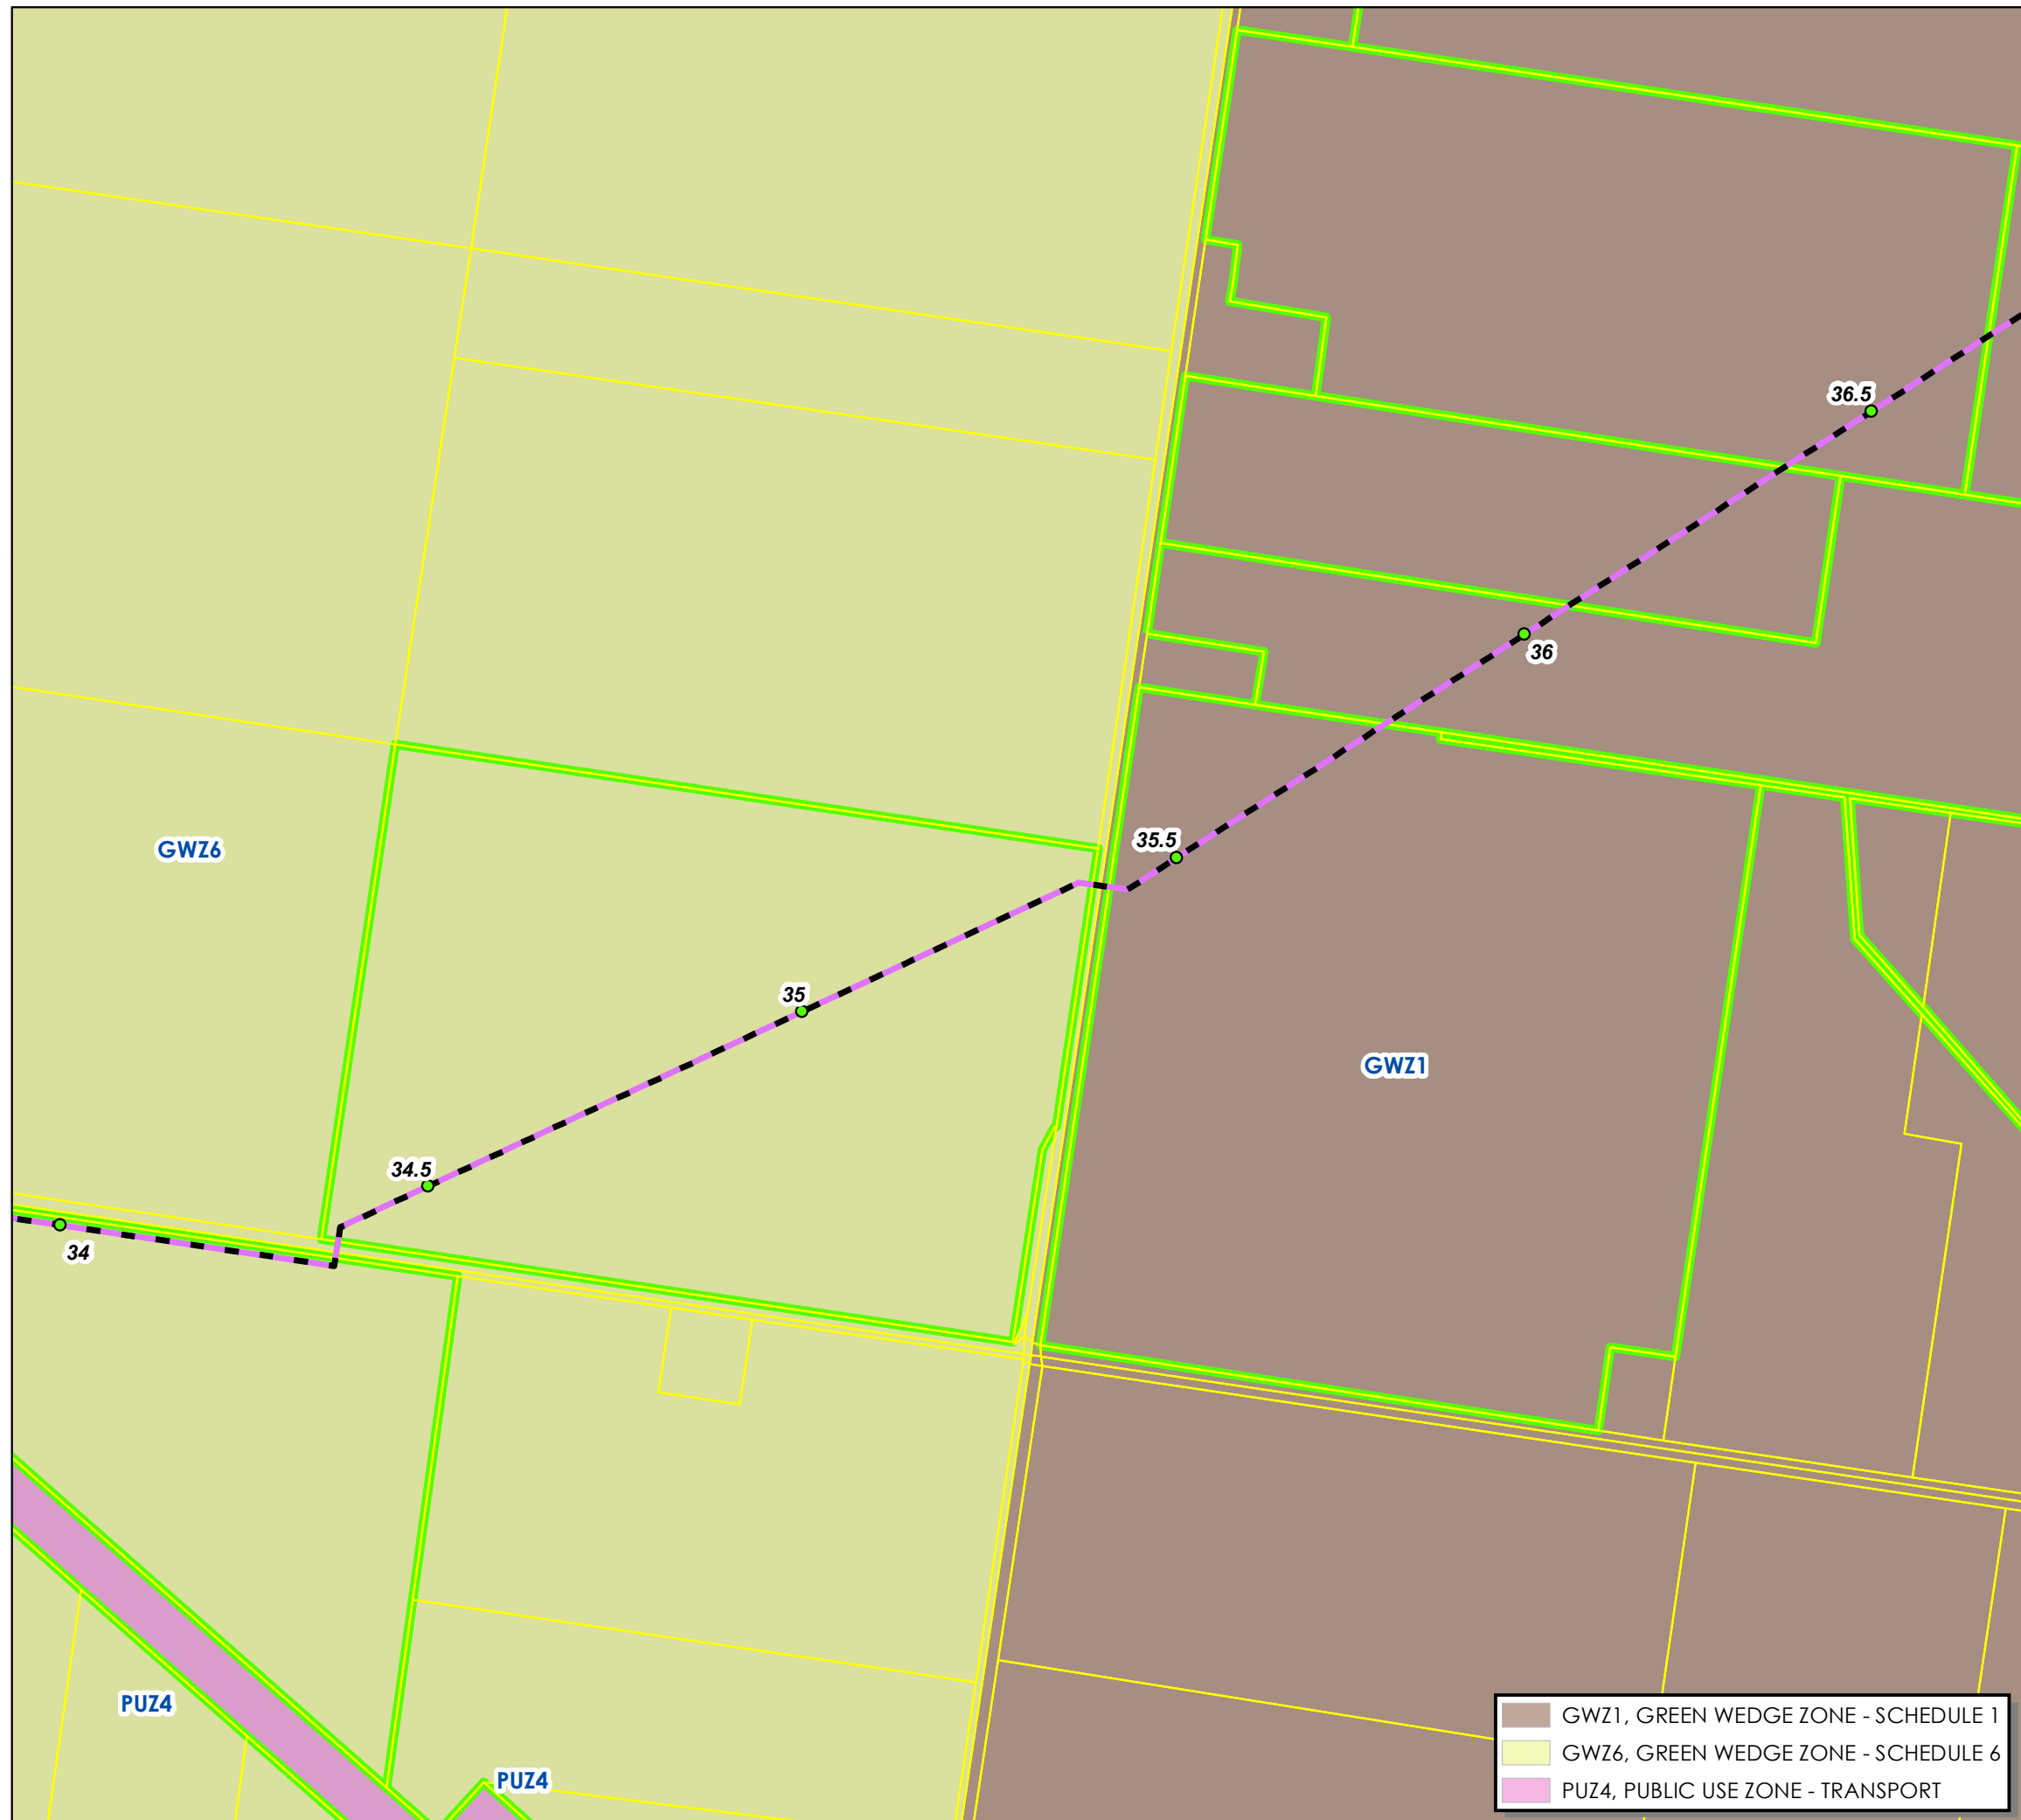 36.5
36
GWZ6
35.5
35
GWZ1
34.5
34
PUZ4
PUZ4
GWZ1, GREEN WEDGE ZONE - SCHEDULE 1
GWZ6, GREEN WEDGE ZONE - SCHEDULE 6
PUZ4, PUBLIC USE ZONE - TRANSPORT